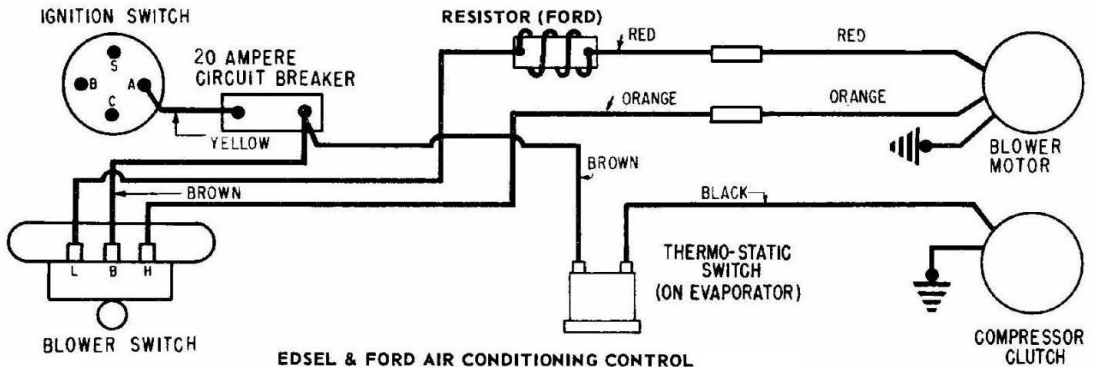 IGNITION SWITCH
S
B
A
C
20 AMPERE
CIRCUIT BREAKER
YELLOW
RESISTOR (FORD)
RED
RED
ORANGE
ORANGE
BLOWER
MOTOR
BROWN
BROWN
BLACK
L
B
H
BLOWER SWITCH
THERMO-STATIC
SWITCH
(ON EVAPORATOR)
COMPRESSOR
CLUTCH
EDSEL & FORD AIR CONDITIONING CONTROL